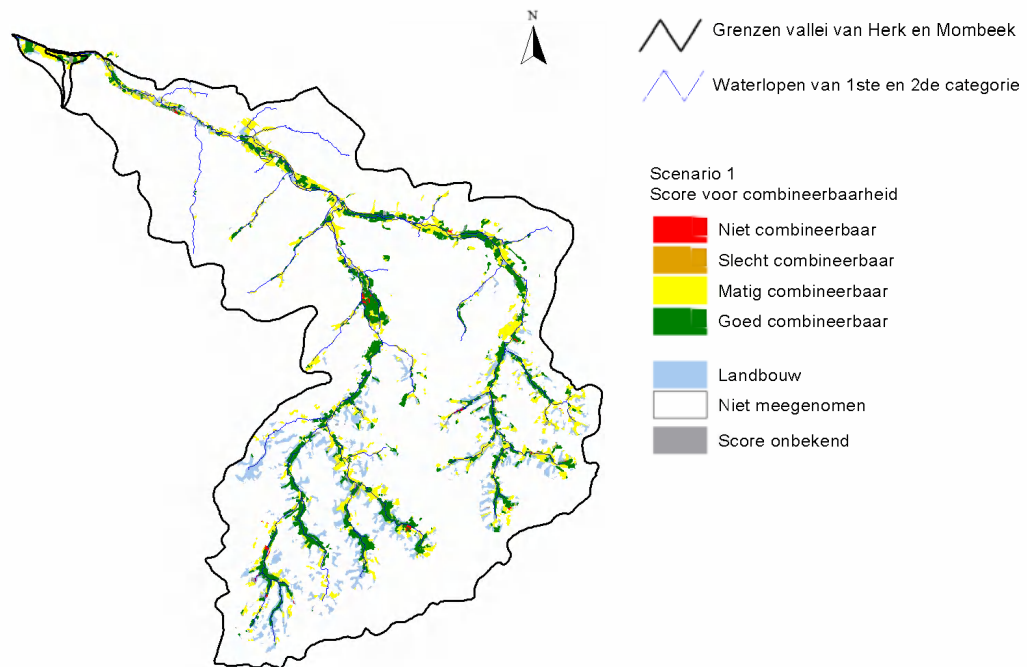 N
Grenzen vallei van Herk en Mombeek
Waterlopen van 1ste en 2de categorie
Scenario 1
Score voor combineerbaarheid
Niet combineerbaar
Slecht combineerbaar
Matig combineerbaar
Goed combineerbaar
Landbouw
Niet meegenomen
Score onbekend